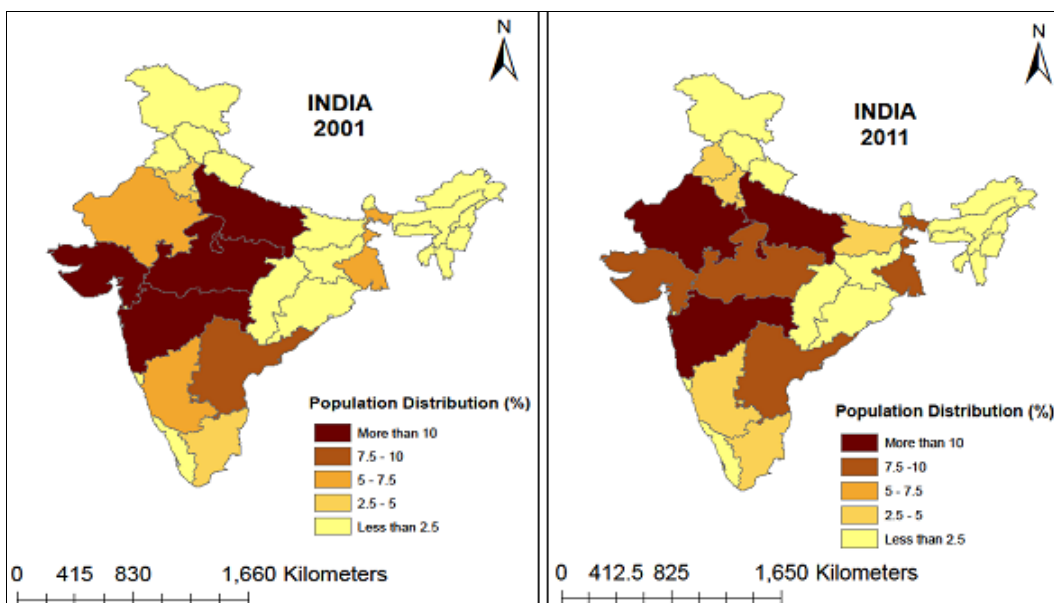 N
INDIA
2001
Population Distribution (%)
More than 10
7.5 - 10
5 - 7.5
2.5 - 5
Less than 2.5
0 415 830 1,660 Kilometers
N
INDIA
2011
Population Distribution (%)
More than 10
7.5 -10
5 - 7.5
2.5 - 5
Less than 2.5
0 412.5 825 1,650 Kilometers